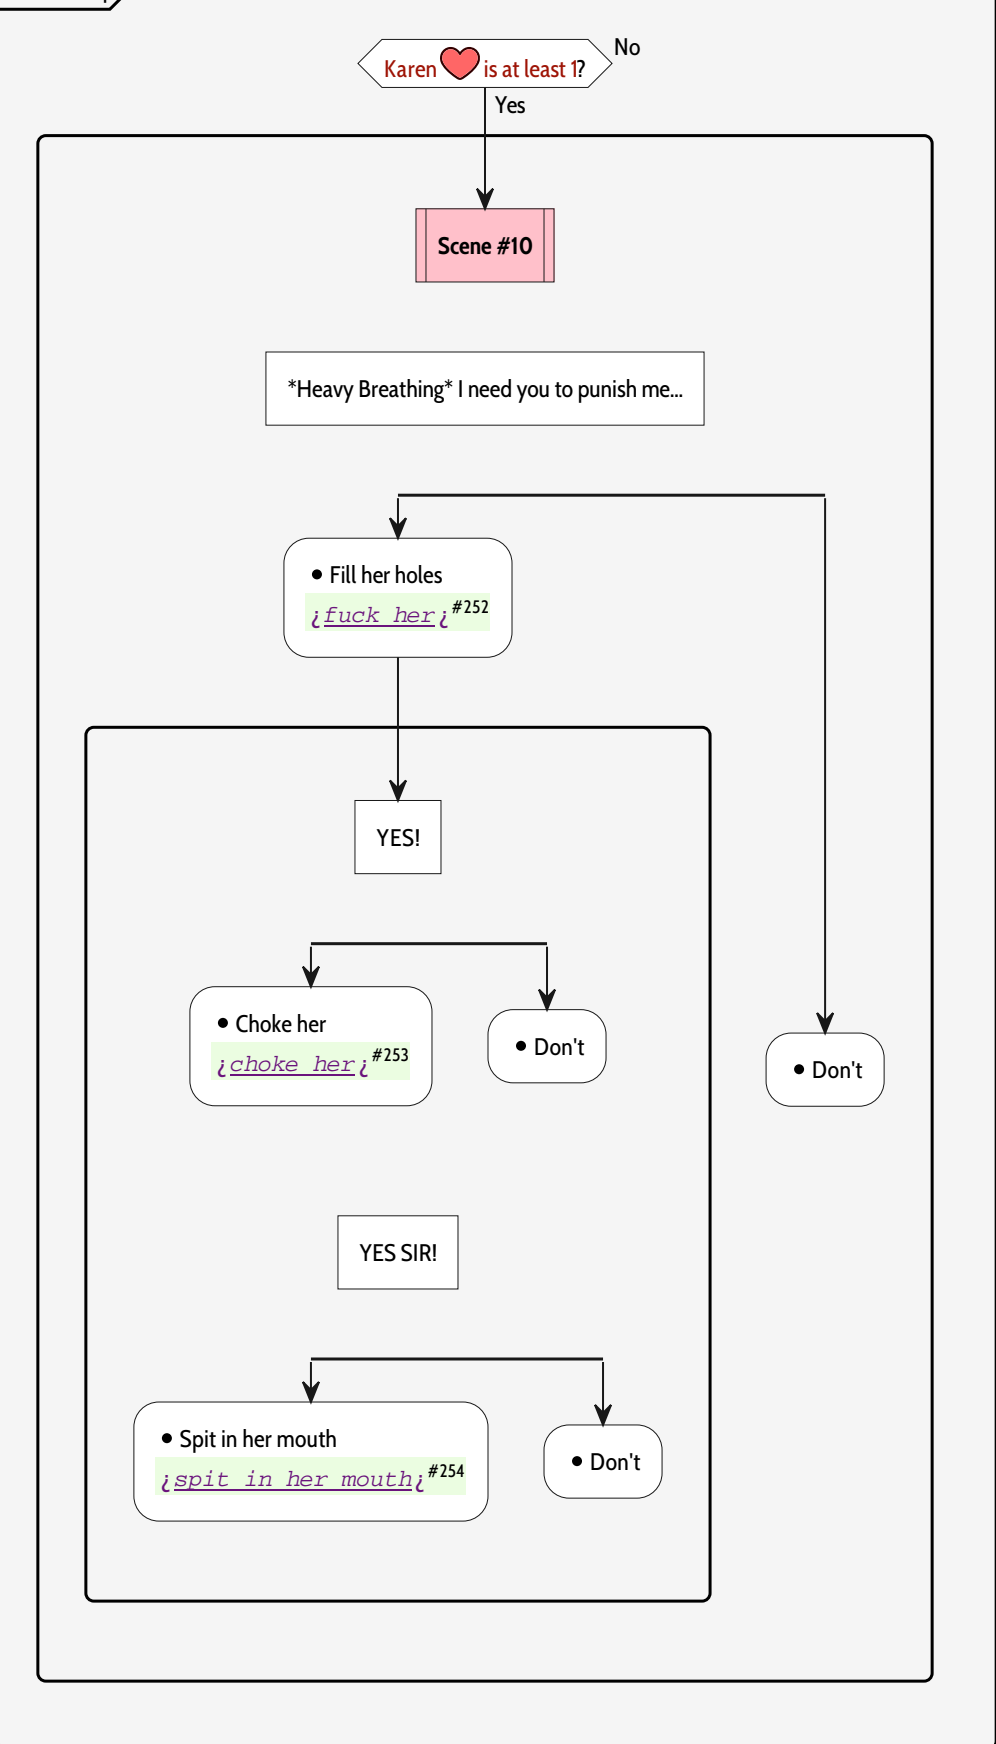 Karen is at least 1?
No
Yes
Scene #10
*Heavy Breathing* I need you to punish me...
• Fill her holes
¿fuck her¿#252
YES!
• Choke her
¿choke her¿#253
• Don't
• Don't
YES SIR!
• Spit in her mouth
¿spit in her mouth¿#254
• Don't